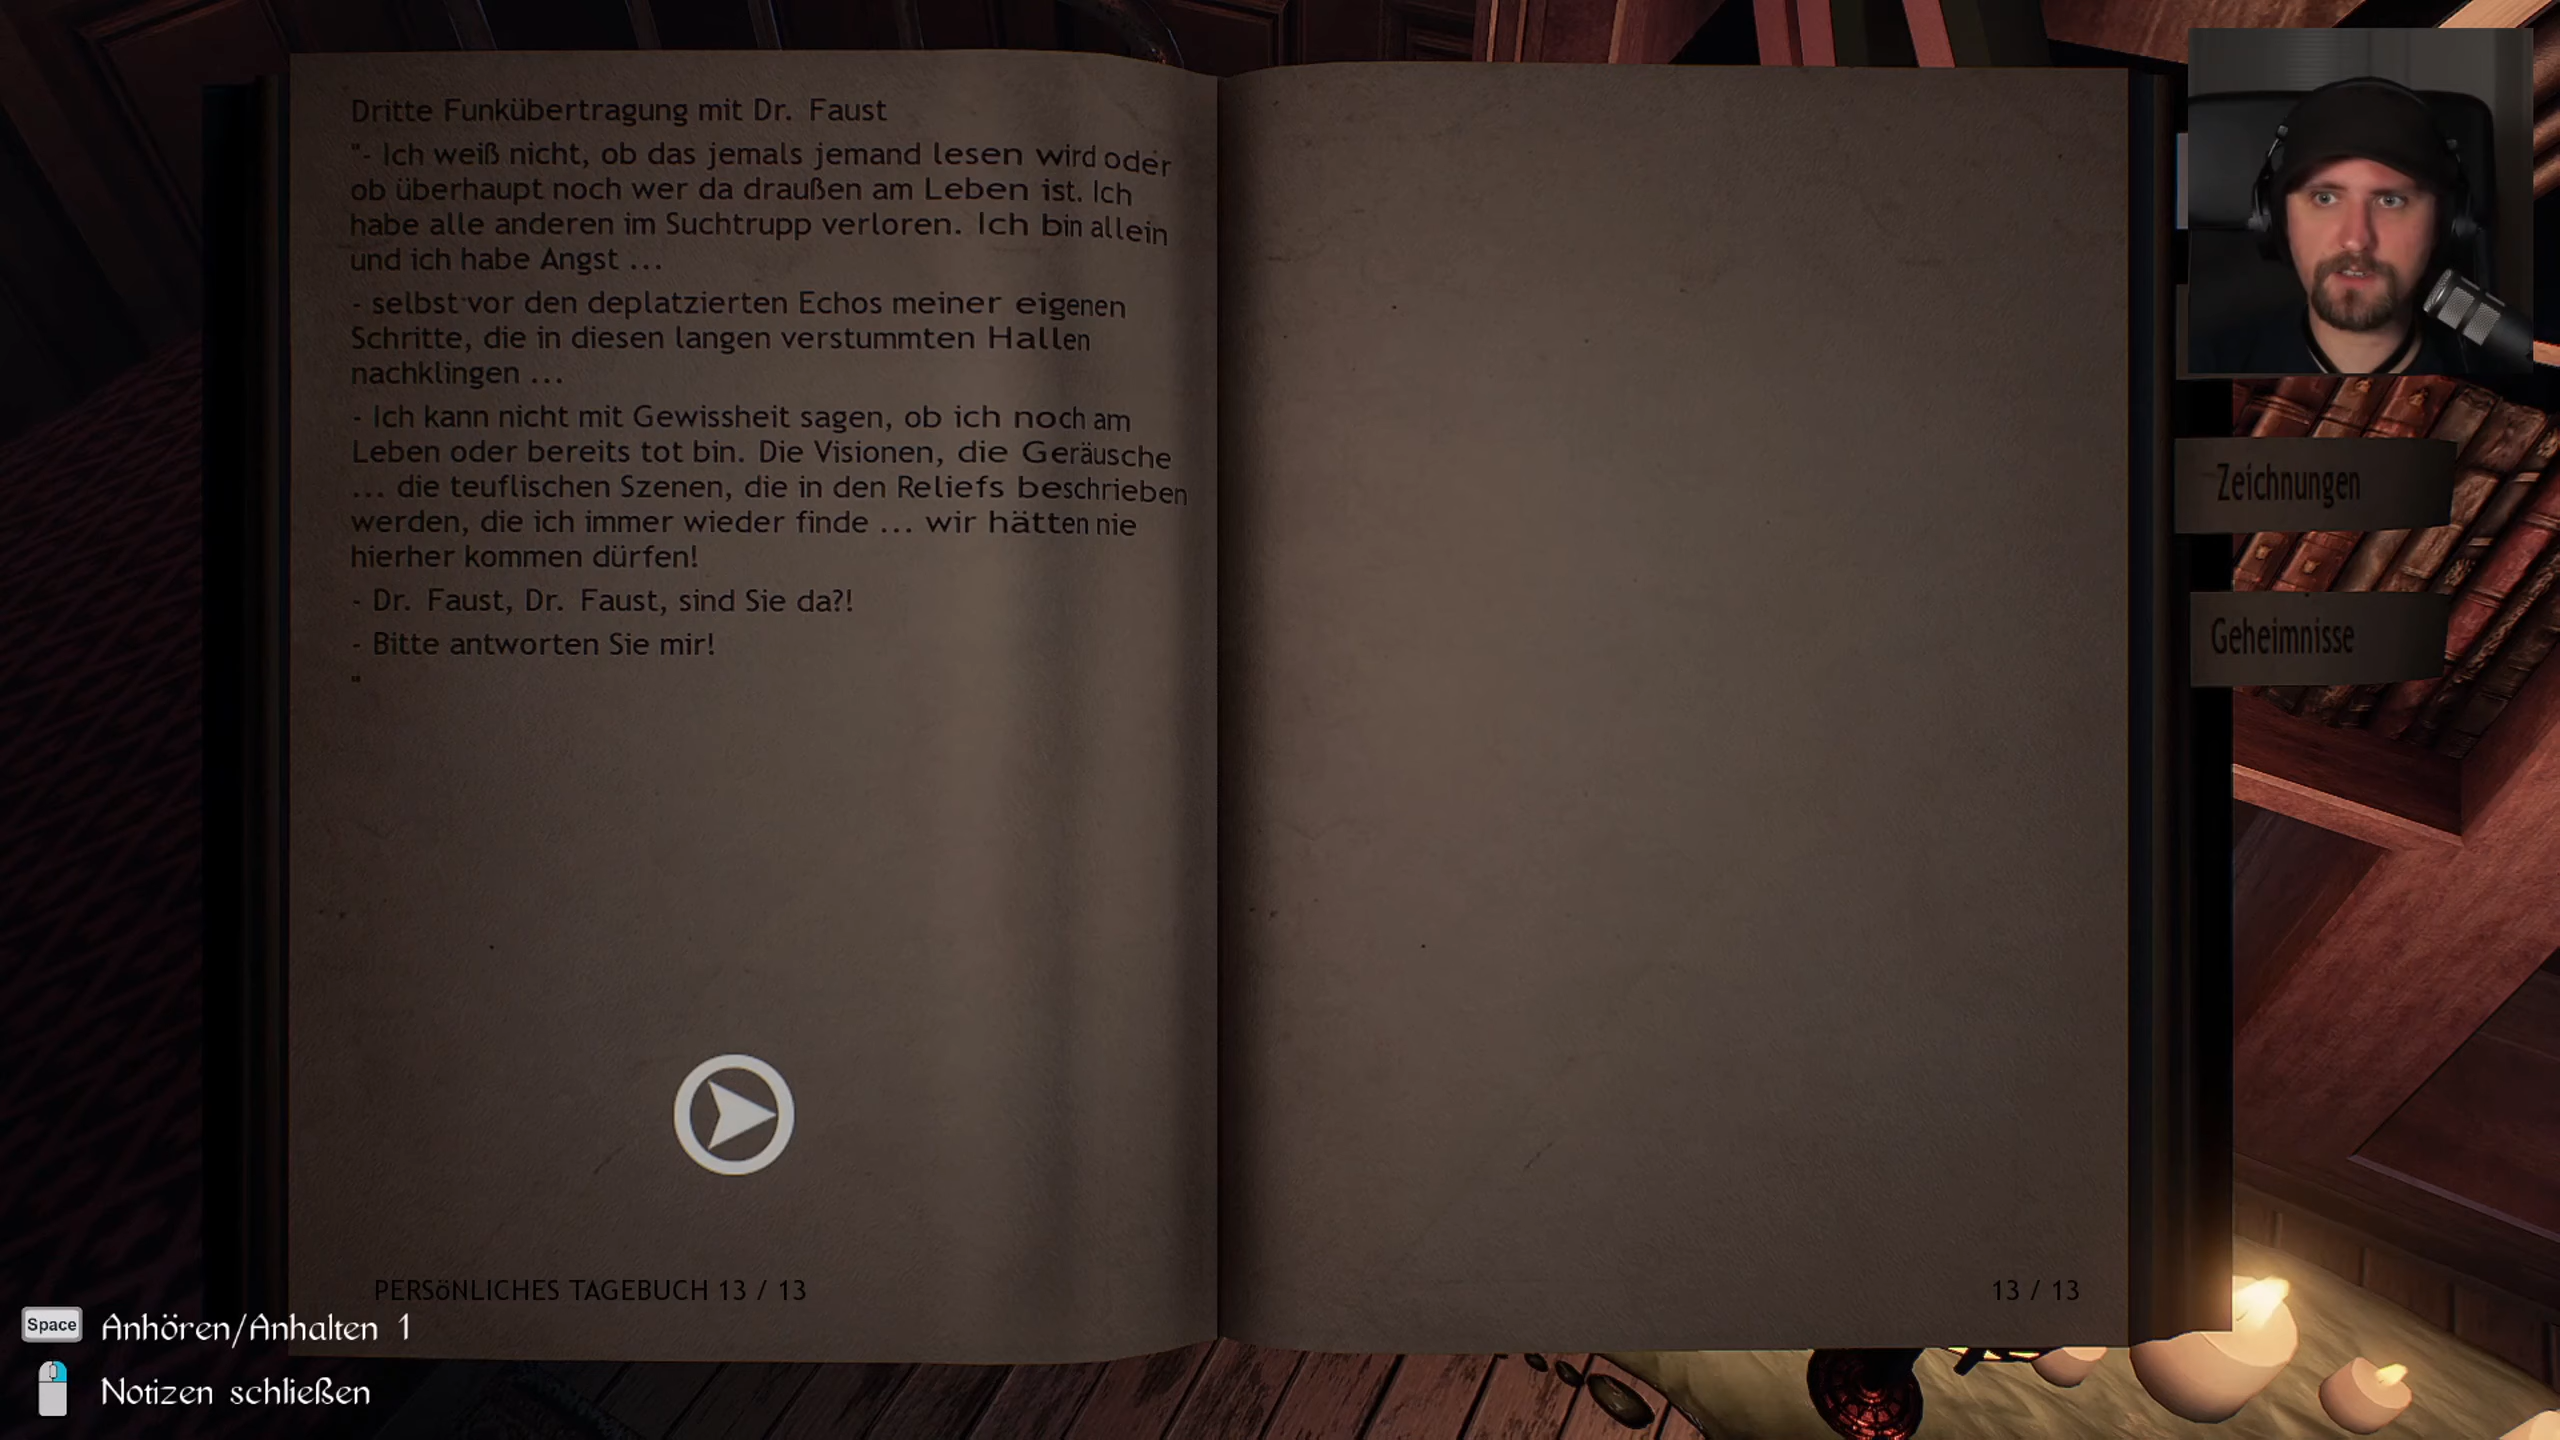 Dritte Funkübertragung mit Dr. Faust
"- Ich weiß nicht, ob das jemals jemand lesen wird oder
ob überhaupt noch wer da draußen am Leben ist. Ich
habe alle anderen im Suchtrupp verloren. Ich bin allein
und ich habe Angst ...
- selbst vor den deplatzierten Echos meiner eigenen
Schritte, die in diesen langen verstummten Hallen
nachklingen ...
- Ich kann nicht mit Gewissheit sagen, ob ich noch am
Leben oder bereits tot bin. Die Visionen, die Geräusche
... die teuflischen Szenen, die in den Reliefs beschrieben
werden, die ich immer wieder finde ... wir hätten nie
hierher kommen dürfen!
- Dr. Faust, Dr. Faust, sind Sie da?!
- Bitte antworten Sie mir!
"
PERSöNLICHES TAGEBUCH 13 / 13
13 / 13
Zeichnungen
Geheimnisse
Space Anhören/Anhalten 1
Notizen schließen